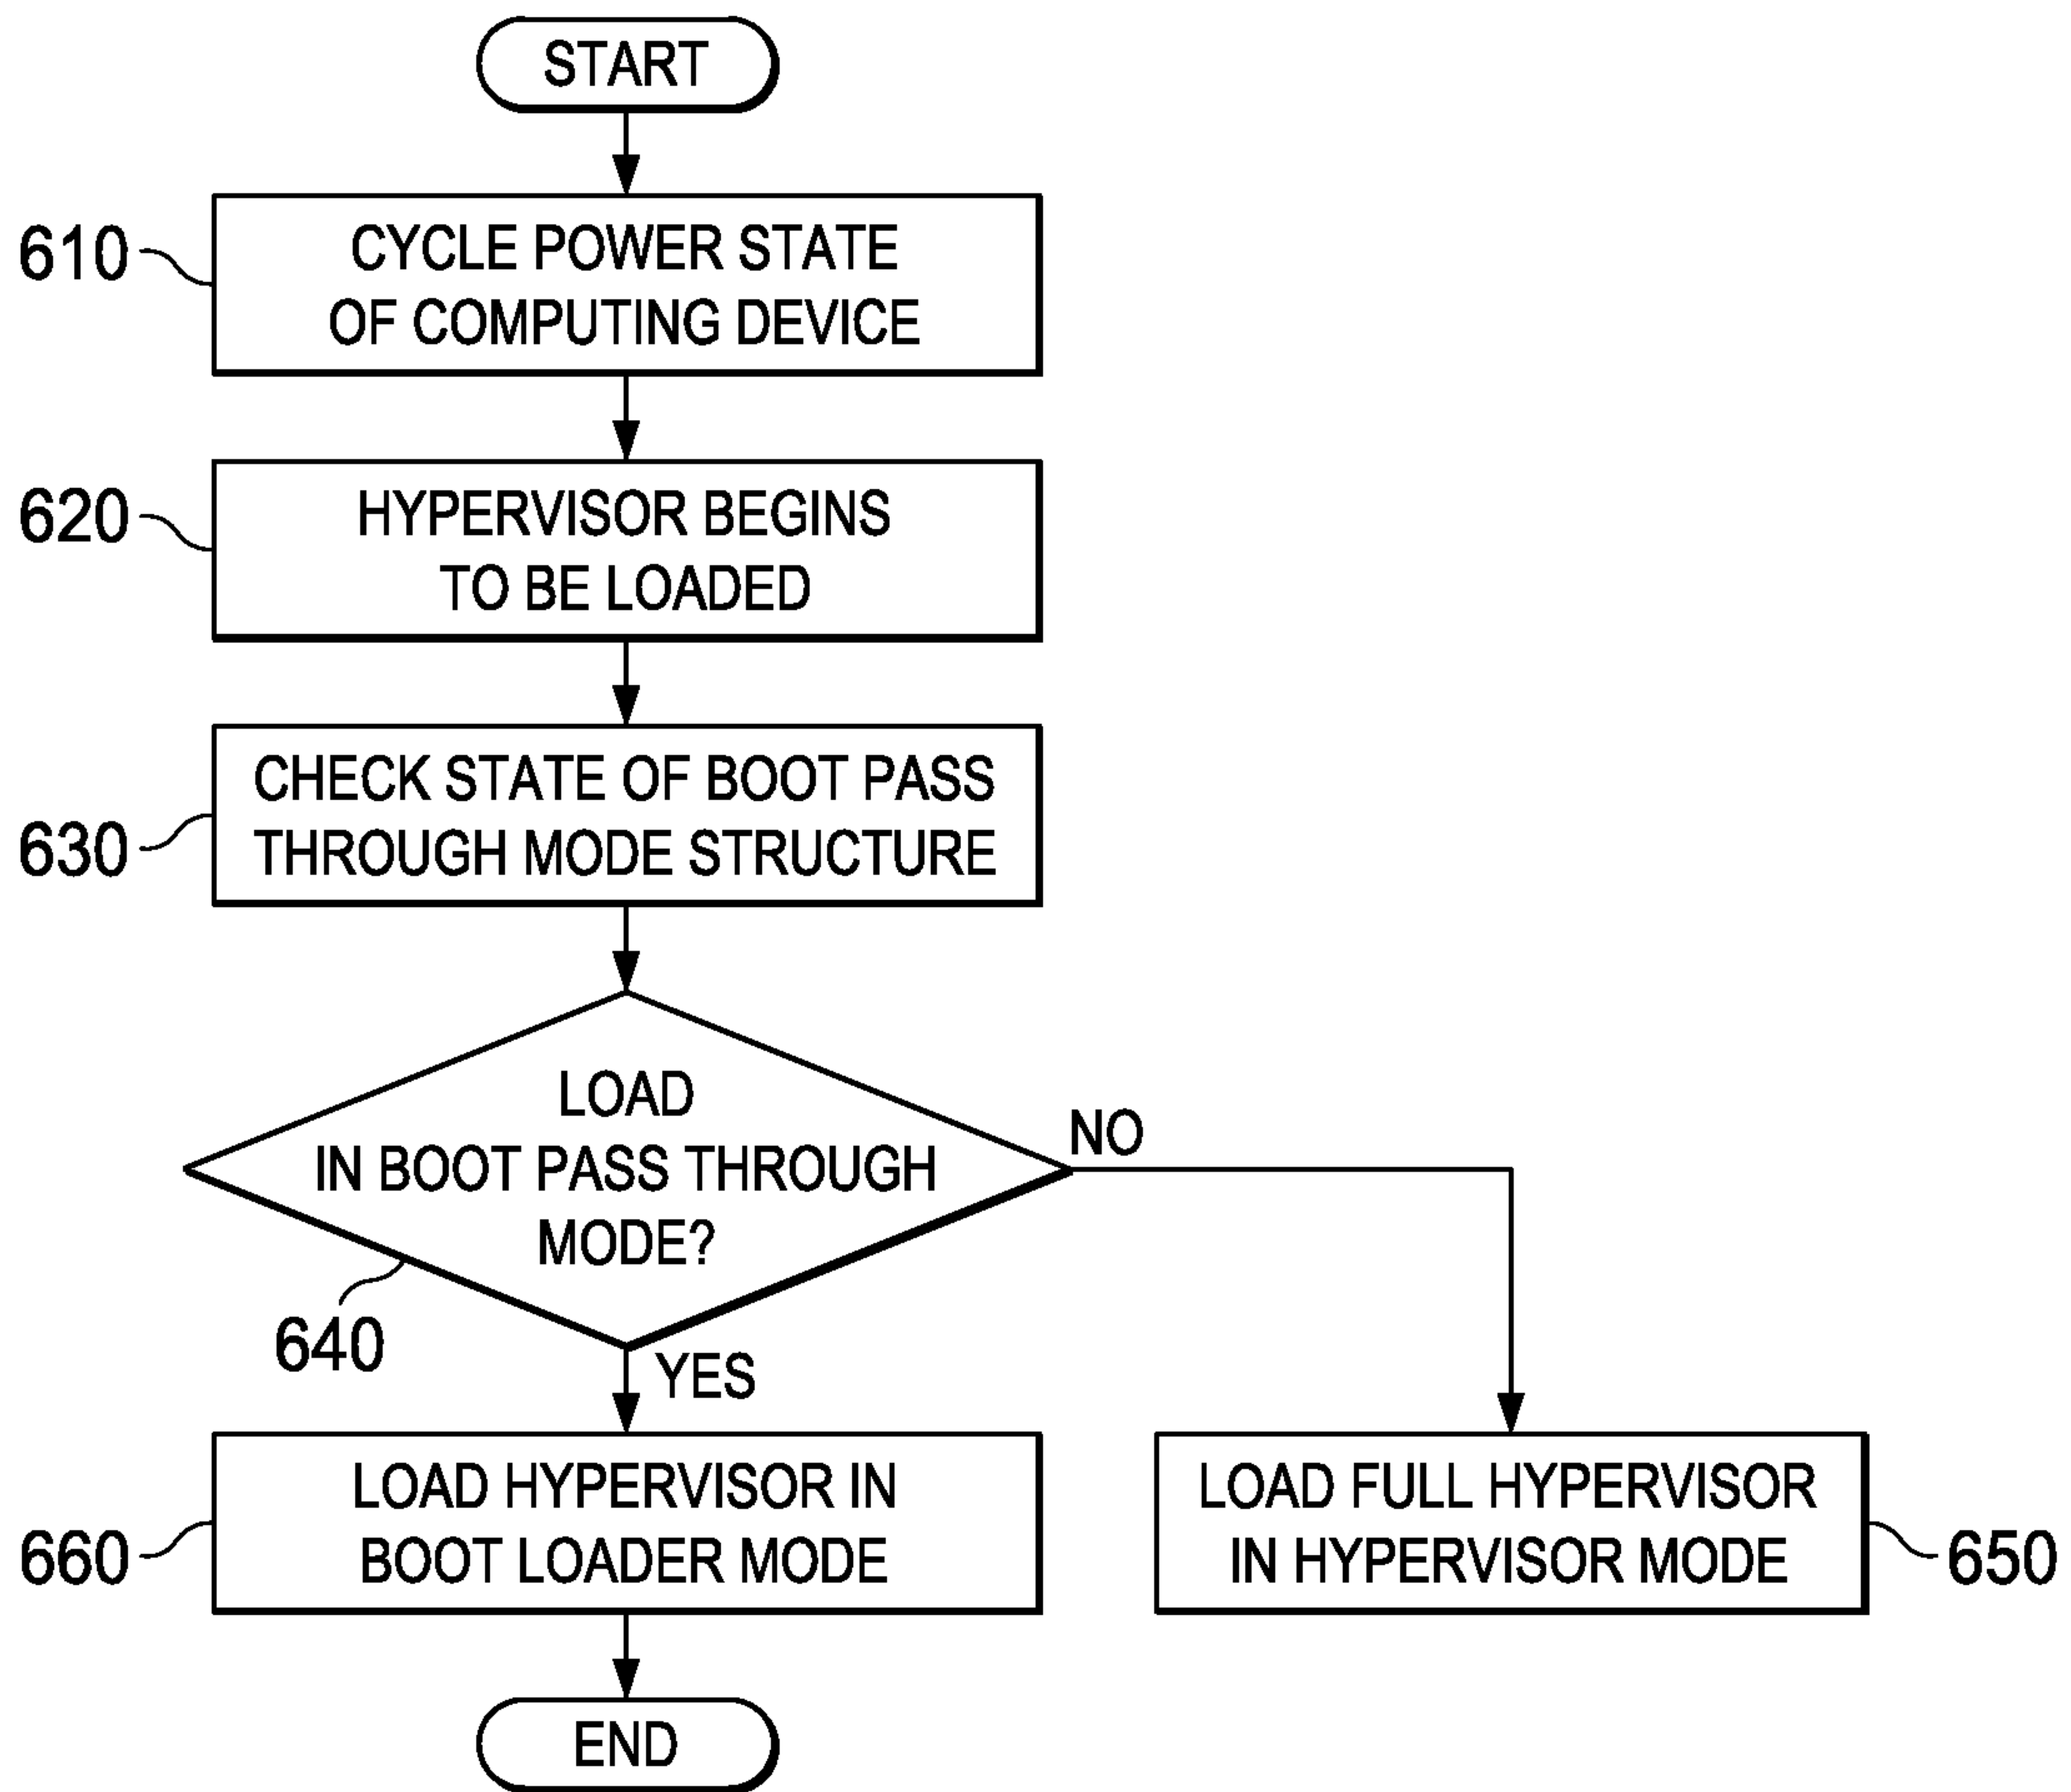 START
610
CYCLE POWER STATE
OF COMPUTING DEVICE
620
HYPERVISOR BEGINS
TO BE LOADED
630
CHECK STATE OF BOOT PASS
THROUGH MODE STRUCTURE
LOAD
IN BOOT PASS THROUGH
MODE?
NO
640
YES
660
LOAD HYPERVISOR IN
BOOT LOADER MODE
LOAD FULL HYPERVISOR
IN HYPERVISOR MODE
650
END